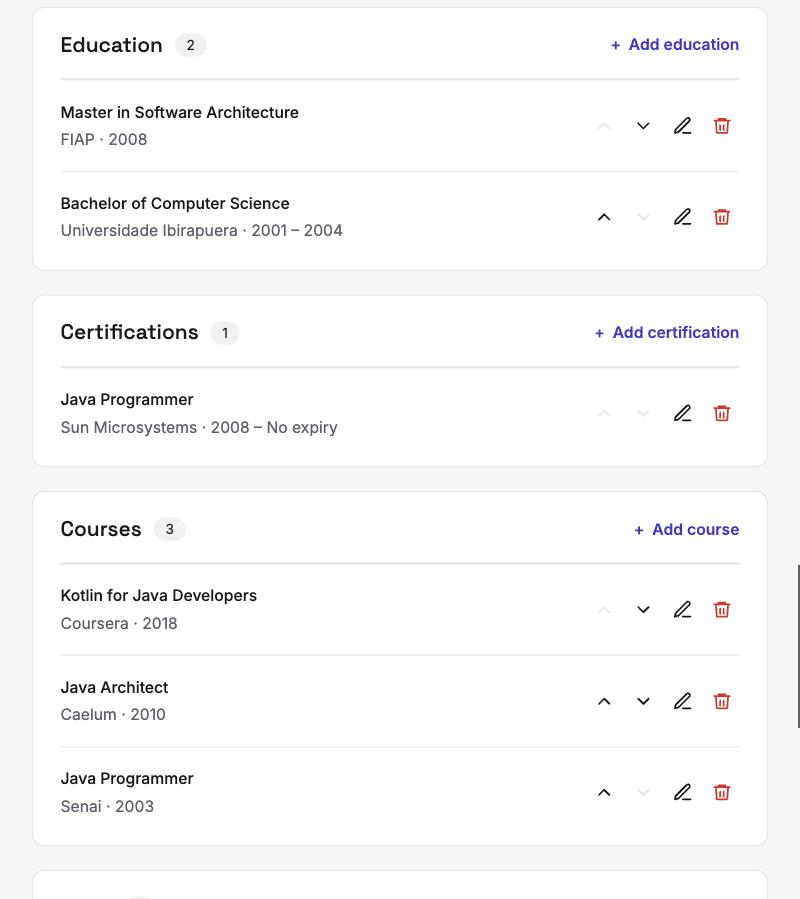 Education 2
+ Add education
Master in Software Architecture
FIAP · 2008
Bachelor of Computer Science
Universidade Ibirapuera · 2001 – 2004
Certifications 1
+ Add certification
Java Programmer
Sun Microsystems · 2008 – No expiry
Courses 3
+ Add course
Kotlin for Java Developers
Coursera · 2018
Java Architect
Caelum · 2010
Java Programmer
Senai · 2003